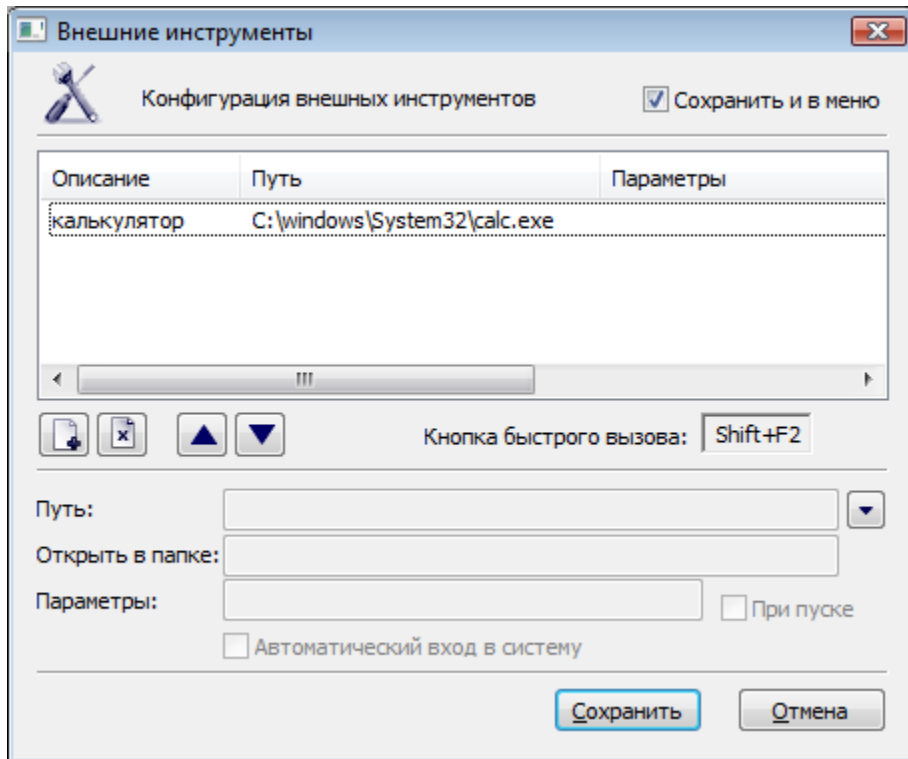 Внешние инструменты
Конфигурация внешних инструментов
Сохранить и в меню
Описание Путь Параметры
калькулятор C:\windows\System32\calc.exe
Кнопка быстрого вызова: Shift+F2
Путь:
Открыть в папке:
Параметры:
При пуске
Автоматический вход в систему
Сохранить Отмена